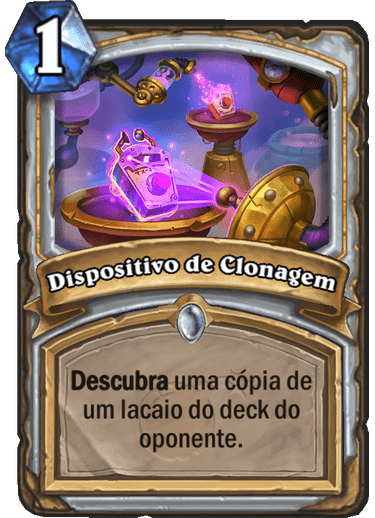 1
Dispositivo de Clonagem
Descubra uma cópia de
um lacaio do deck do
oponente.